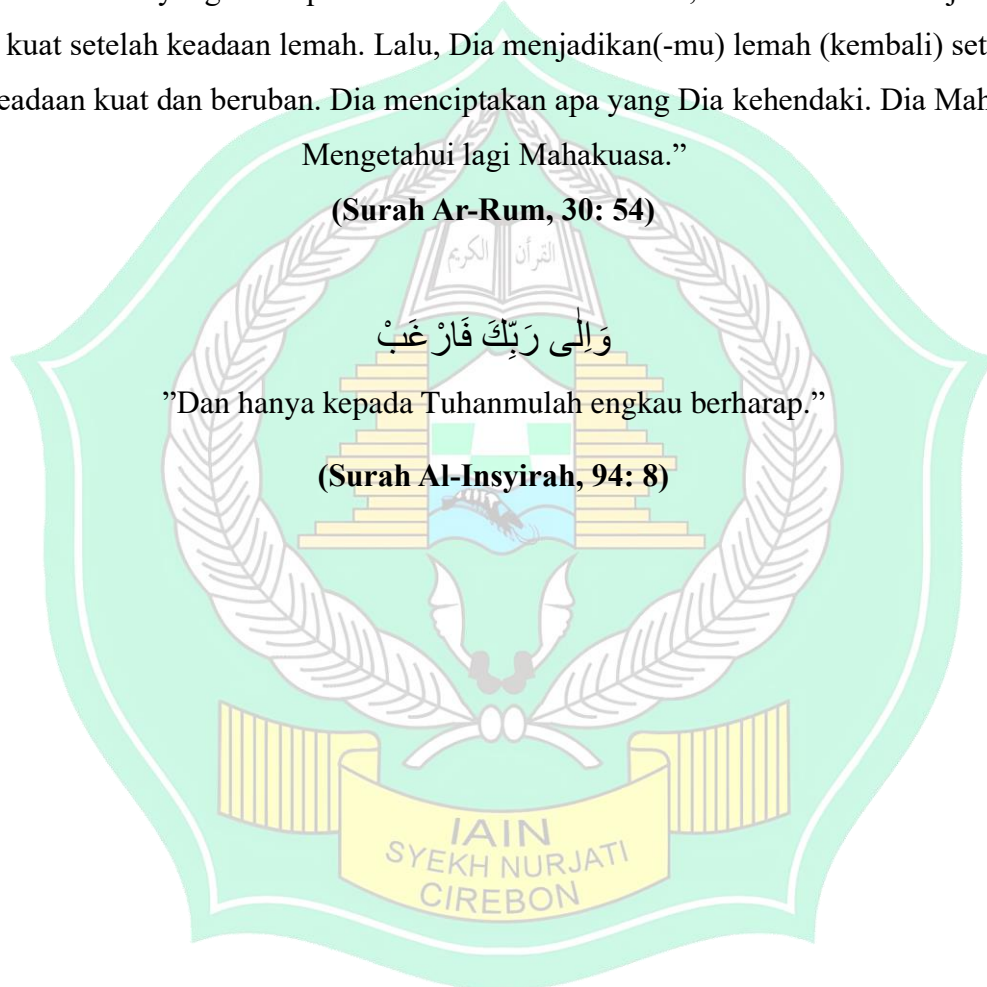 kuat setelah keadaan lemah. Lalu, Dia menjadikan(-mu) lemah (kembali)
keadaan kuat dan beruban. Dia menciptakan apa yang Dia kehendaki. Dia
Mengetahui lagi Mahakuasa.”
(Surah Ar-Rum, 30: 54)
القرأن الكريم
وَاِلٰى رَبِّكَ فَارْغَبْ
”Dan hanya kepada Tuhanmulah engkau berharap.”
(Surah Al-Insyirah, 94: 8)
IAIN
SYEKH NURJATI
CIREBON